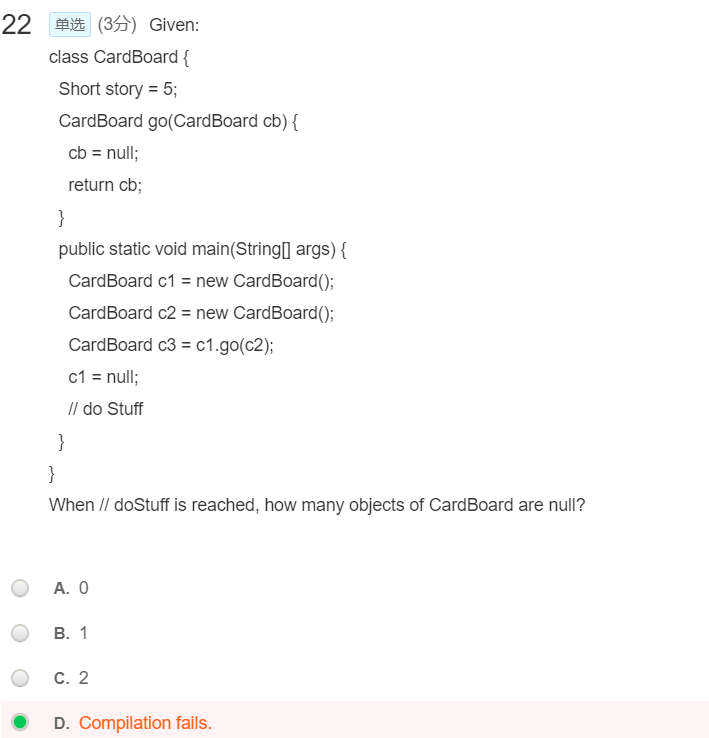 22 单选 (3分) Given:
class CardBoard {
Short story = 5;
CardBoard go(CardBoard cb) {
cb = null;
return cb;
}
public static void main(String[] args) {
CardBoard c1 = new CardBoard();
CardBoard c2 = new CardBoard();
CardBoard c3 = c1.go(c2);
c1 = null;
// do Stuff
}
}
When // doStuff is reached, how many objects of CardBoard are null?
A. 0
B. 1
C. 2
D. Compilation fails.